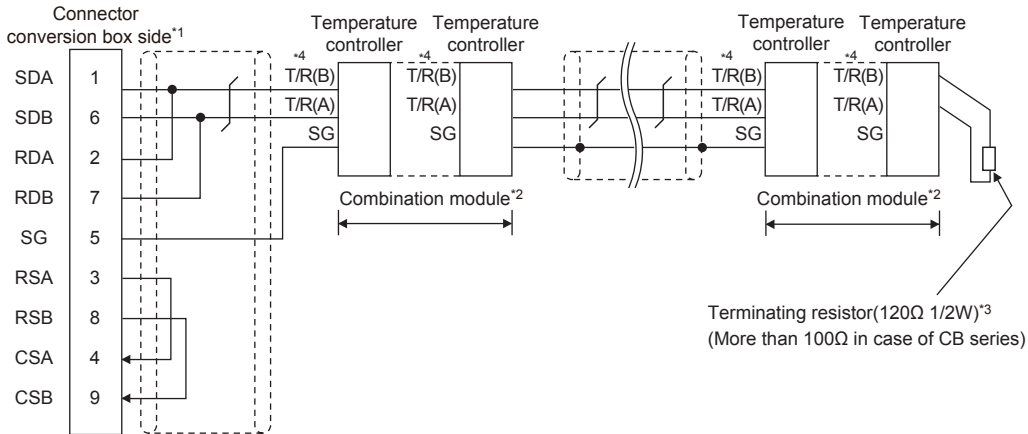 Connector
conversion box side*1
SDA 1
SDB 6
RDA 2
RDB 7
SG 5
RSA 3
RSB 8
CSA 4
CSB 9
Temperature
controller
Temperature
controller
*4
T/R(B)
T/R(A)
SG
*4
T/R(B)
T/R(A)
SG
Combination module*2
Temperature
controller
Temperature
controller
*4
T/R(B)
T/R(A)
SG
*4
T/R(B)
T/R(A)
SG
Combination module*2
Terminating resistor(120Ω 1/2W)*3
(More than 100Ω in case of CB series)